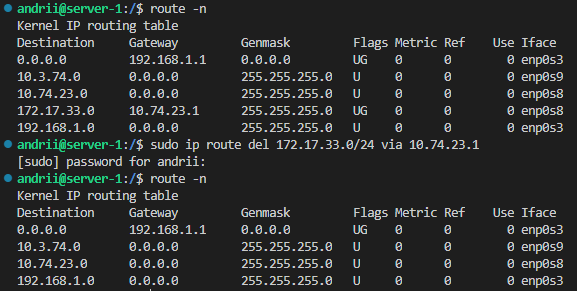 andrii@server-1:/$ route -n
Kernel IP routing table
Destination Gateway Genmask Flags Metric Ref Use Iface
0.0.0.0 192.168.1.1 0.0.0.0 UG 0 0 0 enp0s3
10.3.74.0 0.0.0.0 255.255.255.0 U 0 0 0 enp0s9
10.74.23.0 0.0.0.0 255.255.255.0 U 0 0 0 enp0s8
172.17.33.0 10.74.23.1 255.255.255.0 UG 0 0 0 enp0s8
192.168.1.0 0.0.0.0 255.255.255.0 U 0 0 0 enp0s3
andrii@server-1:/$ sudo ip route del 172.17.33.0/24 via 10.74.23.1
[sudo] password for andrii:
andrii@server-1:/$ route -n
Kernel IP routing table
Destination Gateway Genmask Flags Metric Ref Use Iface
0.0.0.0 192.168.1.1 0.0.0.0 UG 0 0 0 enp0s3
10.3.74.0 0.0.0.0 255.255.255.0 U 0 0 0 enp0s9
10.74.23.0 0.0.0.0 255.255.255.0 U 0 0 0 enp0s8
192.168.1.0 0.0.0.0 255.255.255.0 U 0 0 0 enp0s3